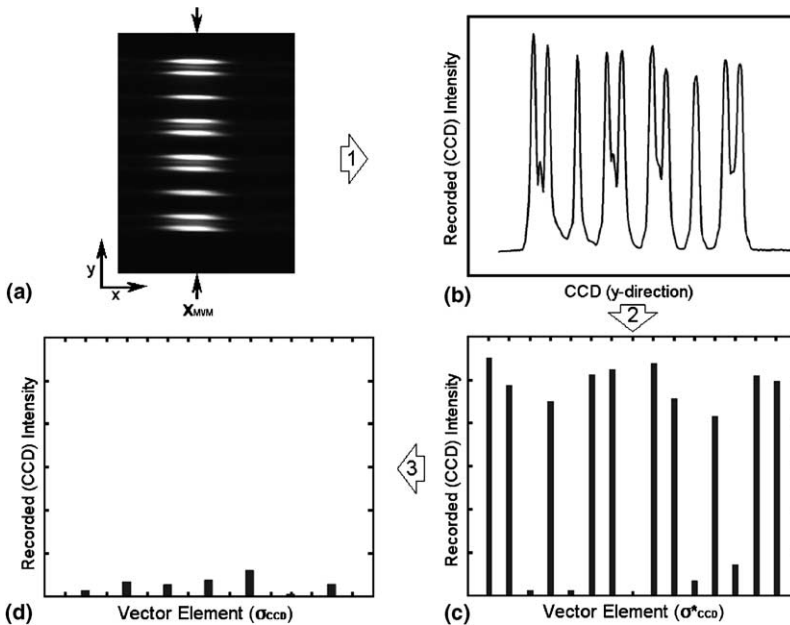 (a)
y
x
XMVM
1
Recorded (CCD) Intensity
(b)
CCD (y-direction)
2
Recorded (CCD) Intensity
(d)
Vector Element (σCCD)
3
Recorded (CCD) Intensity
(c)
Vector Element (σ*CCD)